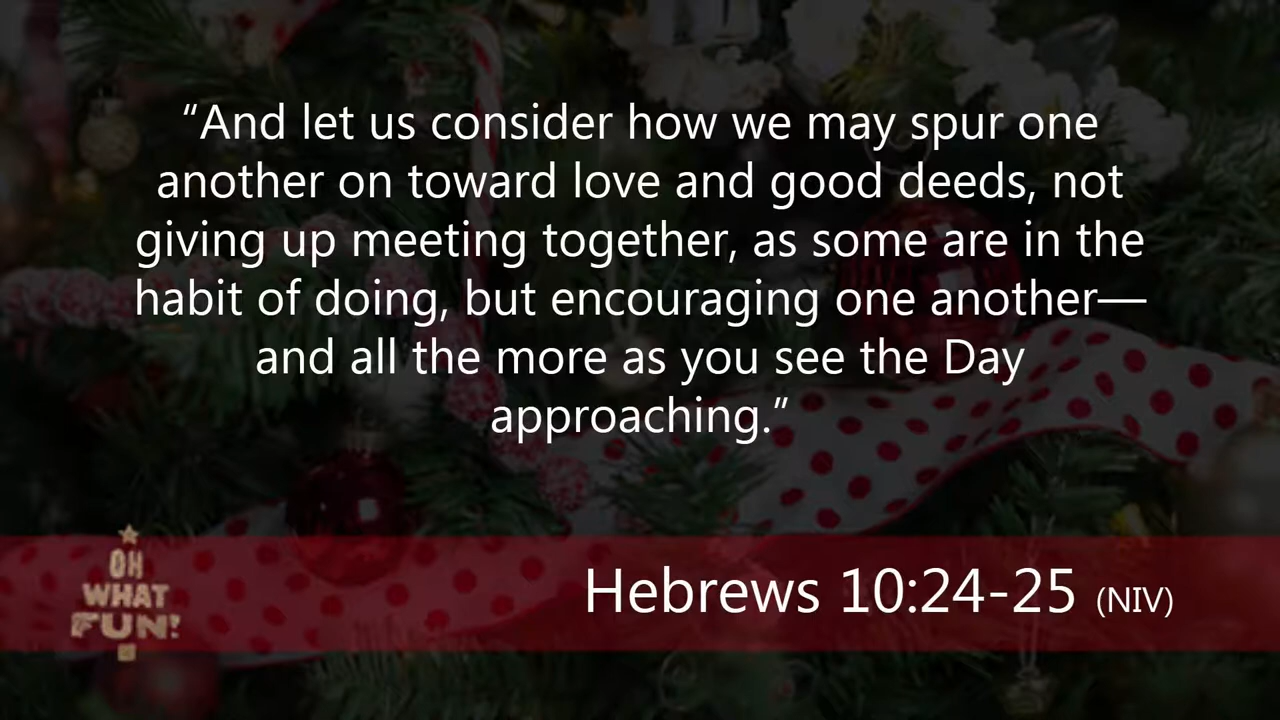 “And let us consider how we may spur one
another on toward love and good deeds, not
giving up meeting together, as some are in the
habit of doing, but encouraging one another—
and all the more as you see the Day
approaching.”
OH
WHAT
FUN!
Hebrews 10:24-25 (NIV)